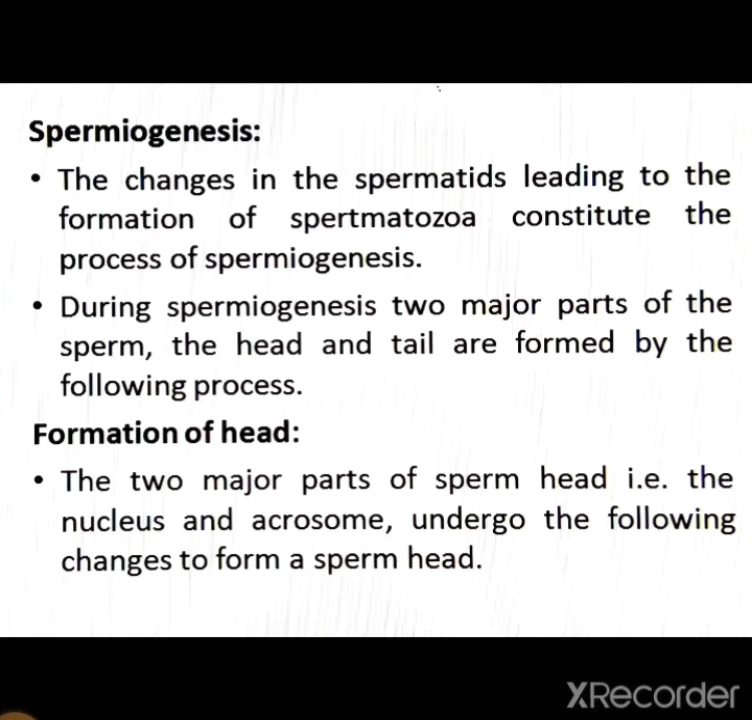 Spermiogenesis:
• The changes in the spermatids leading to the
formation of spertmatozoa constitute the
process of spermiogenesis.
• During spermiogenesis two major parts of the
sperm, the head and tail are formed by the
following process.
Formation of head:
• The two major parts of sperm head i.e. the
nucleus and acrosome, undergo the following
changes to form a sperm head.
XRecorder